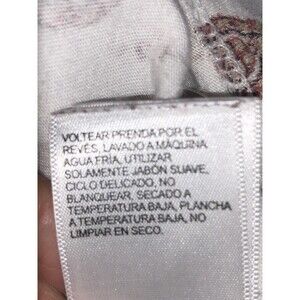 VOLTEAR PRENDA POR EL
REVÉS, LAVADO A MÁQUINA
AGUA FRÍA, UTILIZAR
SOLAMENTE JABÓN SUAVE,
CICLO DELICADO, NO
BLANQUEAR, SECADO A
TEMPERATURA BAJA, PLANCHA
A TEMPERATURA BAJA, NO
LIMPIAR EN SECO.